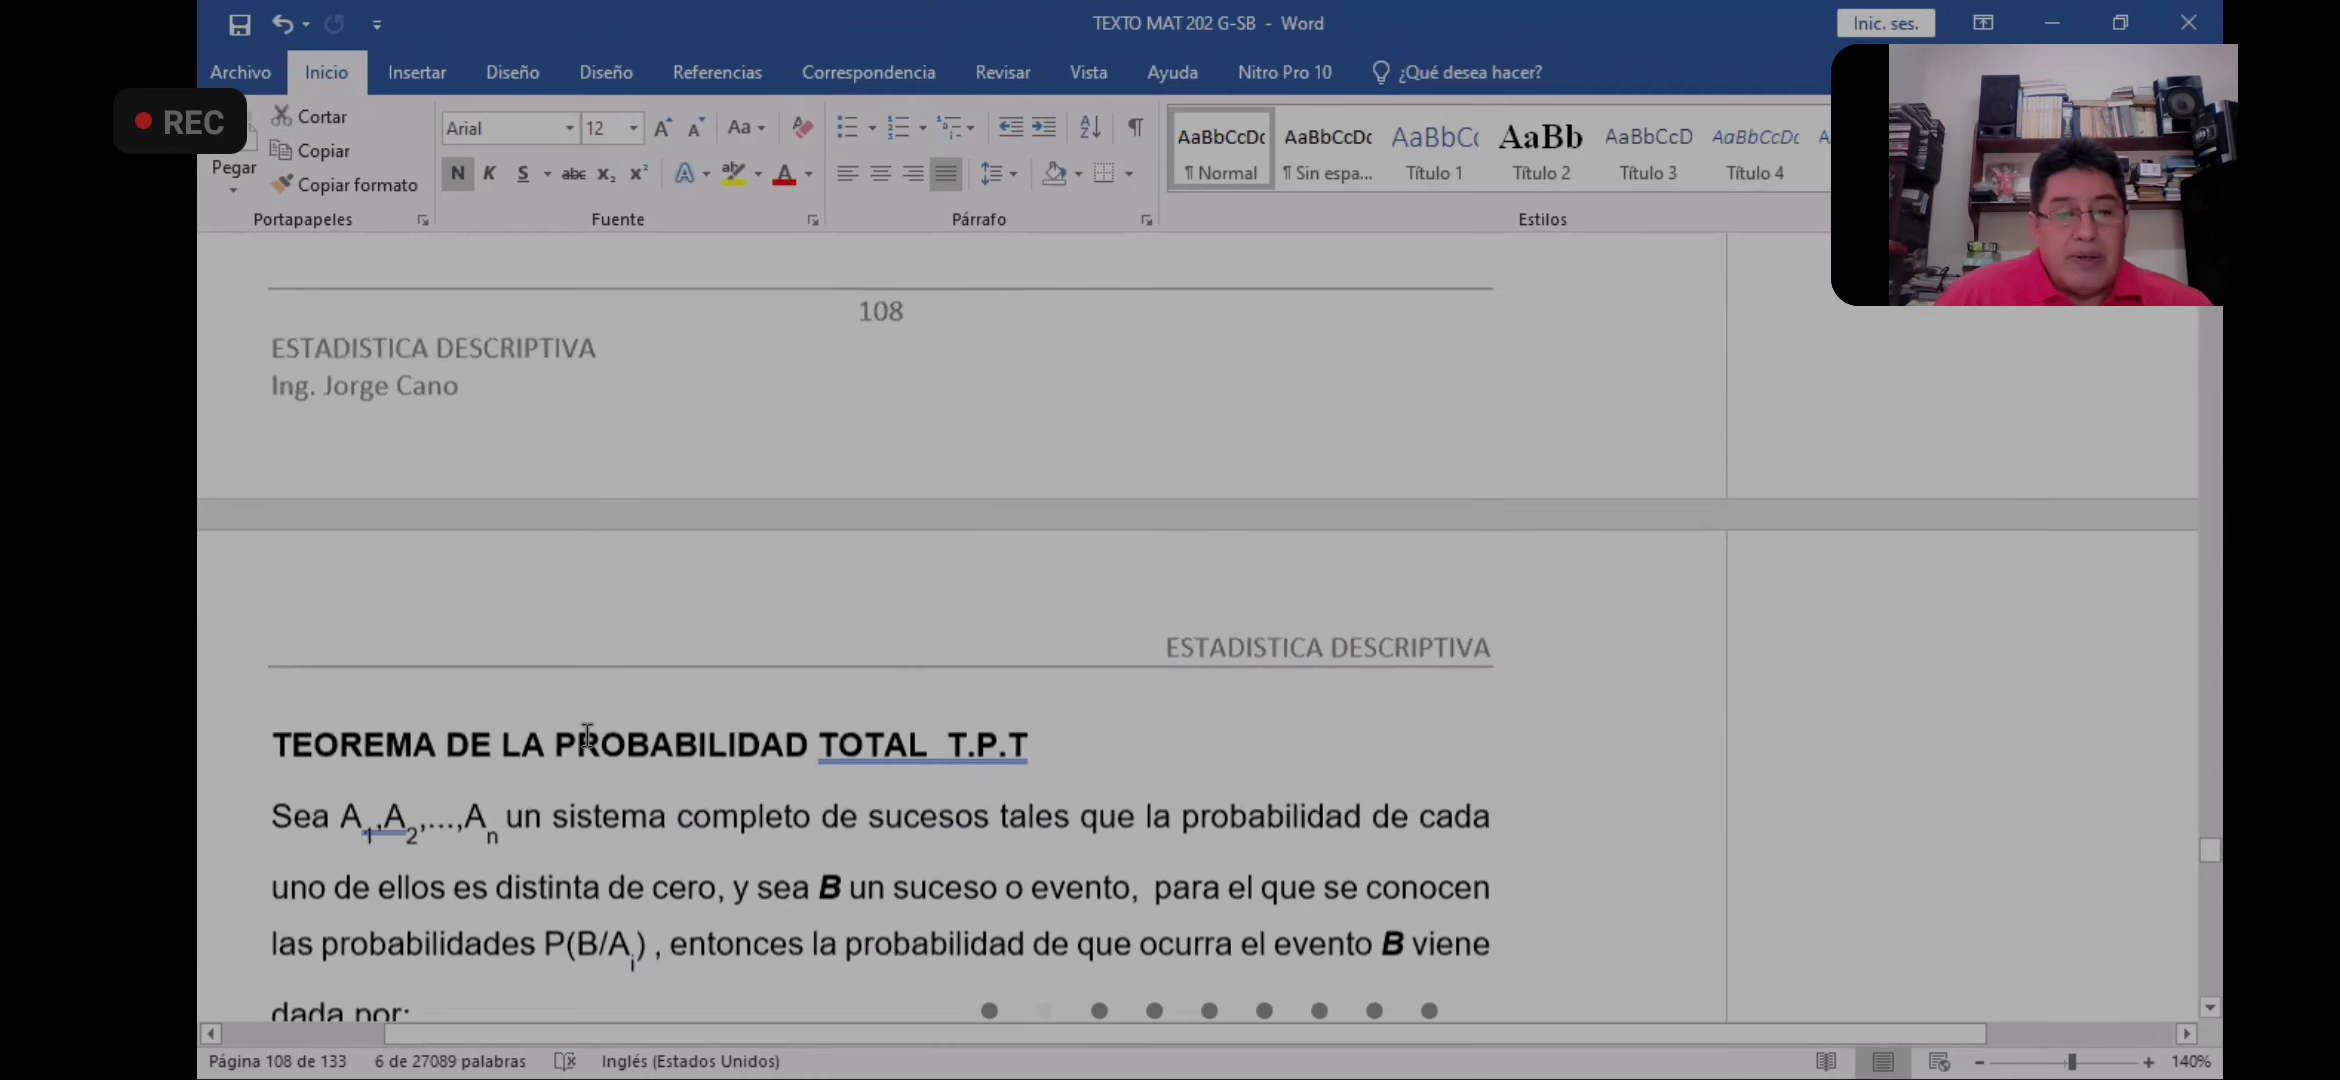 TEXTO MAT 202 G-SB - Word
Inic. ses.
Archivo Inicio Insertar Diseño Diseño Referencias Correspondencia Revisar Vista Ayuda Nitro Pro 10 ¿Qué desea hacer?
REC
Pegar
Cortar
Copiar
Copiar formato
Portapapeles
Arial 12
N K S abc x₂ x²
Fuente
Párrafo
AaBbCcDc AaBbCcDc AaBbC( AaBb AaBbCcD AaBbCcDc
¶ Normal ¶ Sin espa... Título 1 Título 2 Título 3 Título 4
Estilos
108
ESTADISTICA DESCRIPTIVA
Ing. Jorge Cano
ESTADISTICA DESCRIPTIVA
TEOREMA DE LA PROBABILIDAD TOTAL T.P.T
Sea A₁,A₂,...,Aₙ un sistema completo de sucesos tales que la probabilidad de cada
uno de ellos es distinta de cero, y sea B un suceso o evento, para el que se conocen
las probabilidades P(B/Aᵢ) , entonces la probabilidad de que ocurra el evento B viene
dada por:
Página 108 de 133 6 de 27089 palabras Inglés (Estados Unidos) 140%